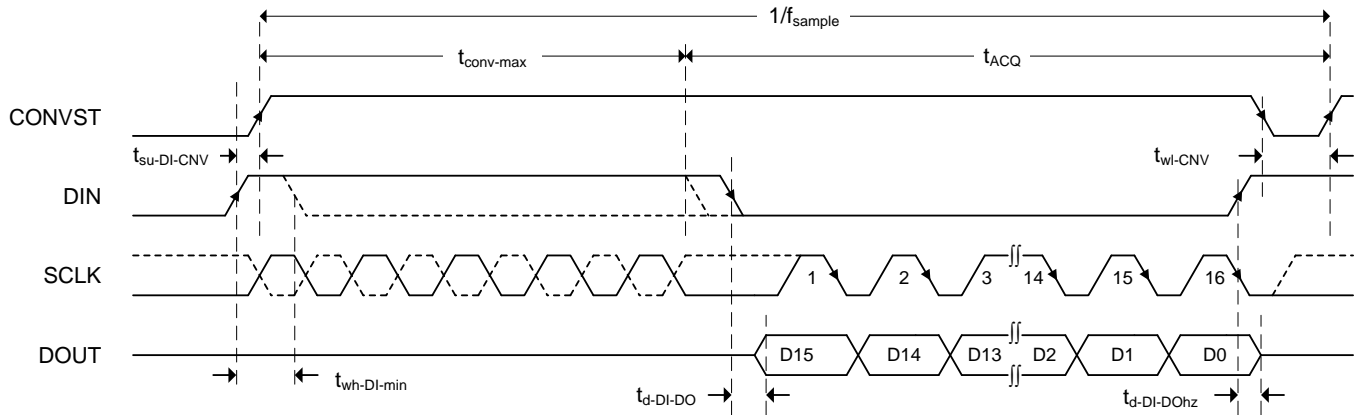 1/fsample
tconv-max
tACQ
CONVST
tsu-DI-CNV
twl-CNV
DIN
SCLK
1 2 3 14 15 16
DOUT
D15 D14 D13 D2 D1 D0
twh-DI-min
td-DI-DO
td-DI-DOhz